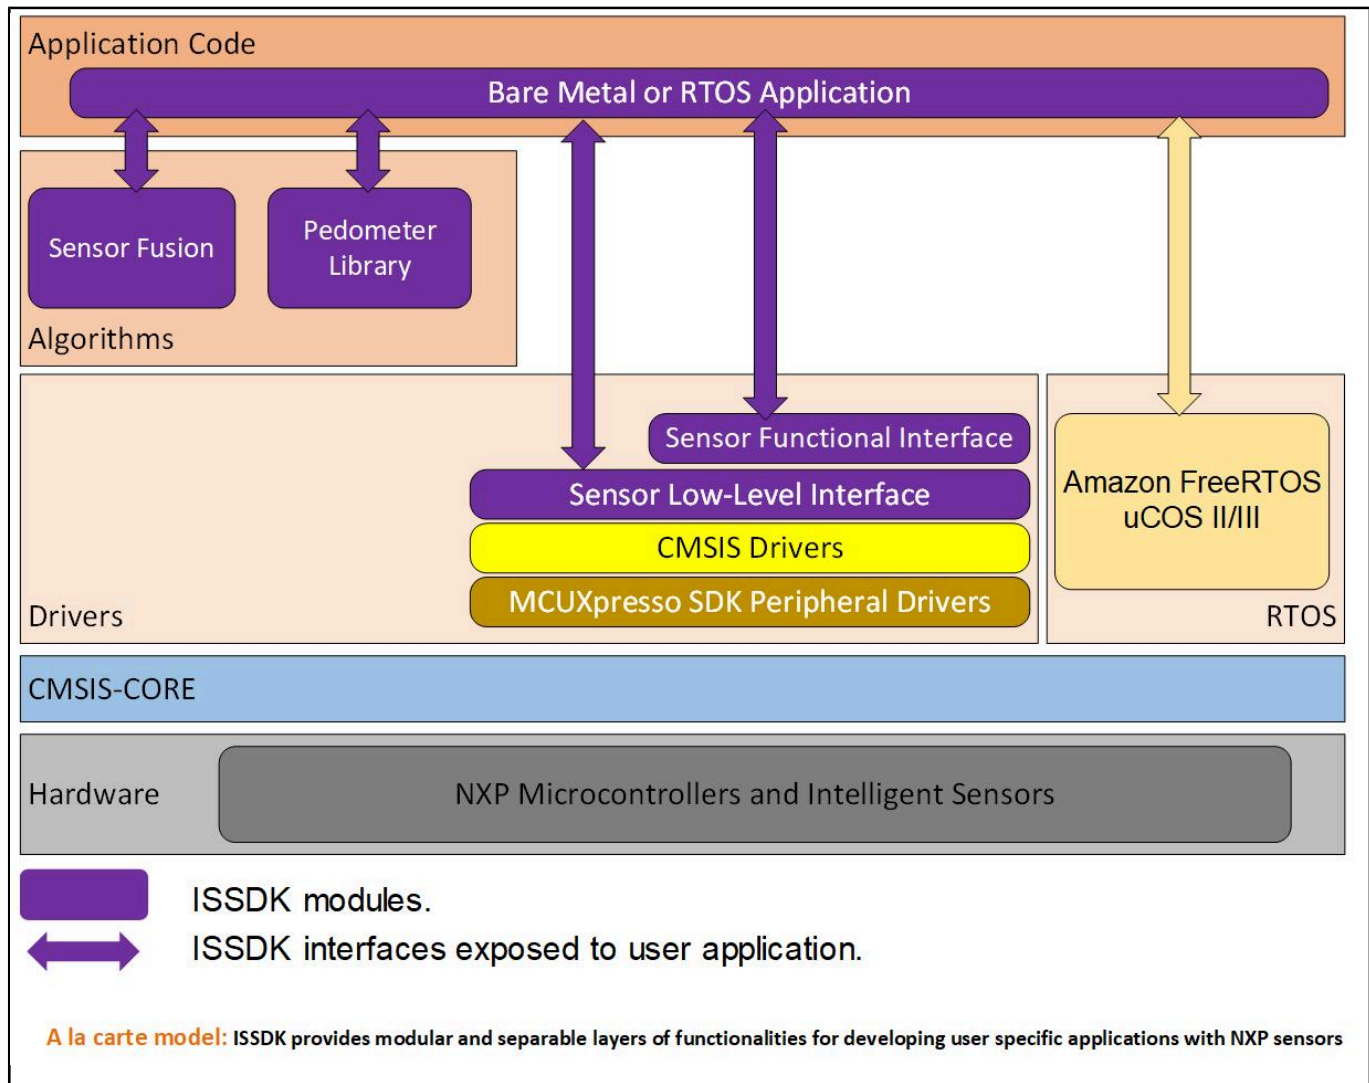 Application Code
Bare Metal or RTOS Application
Sensor Fusion
Pedometer
Library
Algorithms
Sensor Functional Interface
Sensor Low-Level Interface
CMSIS Drivers
MCUXpresso SDK Peripheral Drivers
Drivers
Amazon FreeRTOS
uCOS II/III
RTOS
CMSIS-CORE
Hardware
NXP Microcontrollers and Intelligent Sensors
ISSDK modules.
ISSDK interfaces exposed to user application.
A la carte model: ISSDK provides modular and separable layers of functionalities for developing user specific applications with NXP sensors